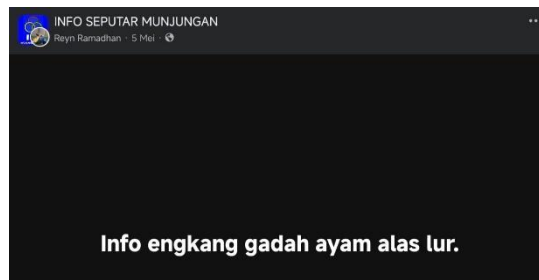 INFO SEPUTAR MUNJUNGAN
Reyn Ramadhan · 5 Mei ·
Info engkang gadah ayam alas lur.